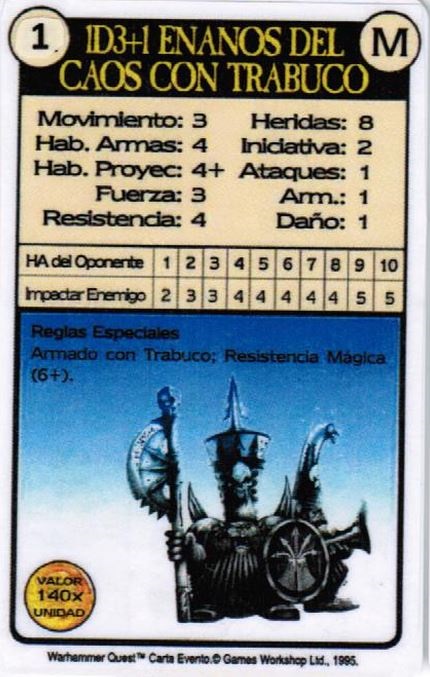 1
1D3+1 ENANOS DEL
CAOS CON TRABUCO
M
Movimiento: 3 Heridas: 8
Hab. Armas: 4 Iniciativa: 2
Hab. Proyec: 4+ Ataques: 1
Fuerza: 3 Arm.: 1
Resistencia: 4 Daño: 1
HA del Oponente 1 2 3 4 5 6 7 8 9 10
Impactar Enemigo 2 3 3 4 4 4 4 4 5 5
Reglas Especiales
Armado con Trabuco; Resistencia Mágica
(6+).
VALOR
140x
UNIDAD
Warhammer Quest™ Carta Evento.© Games Workshop Ltd., 1995.